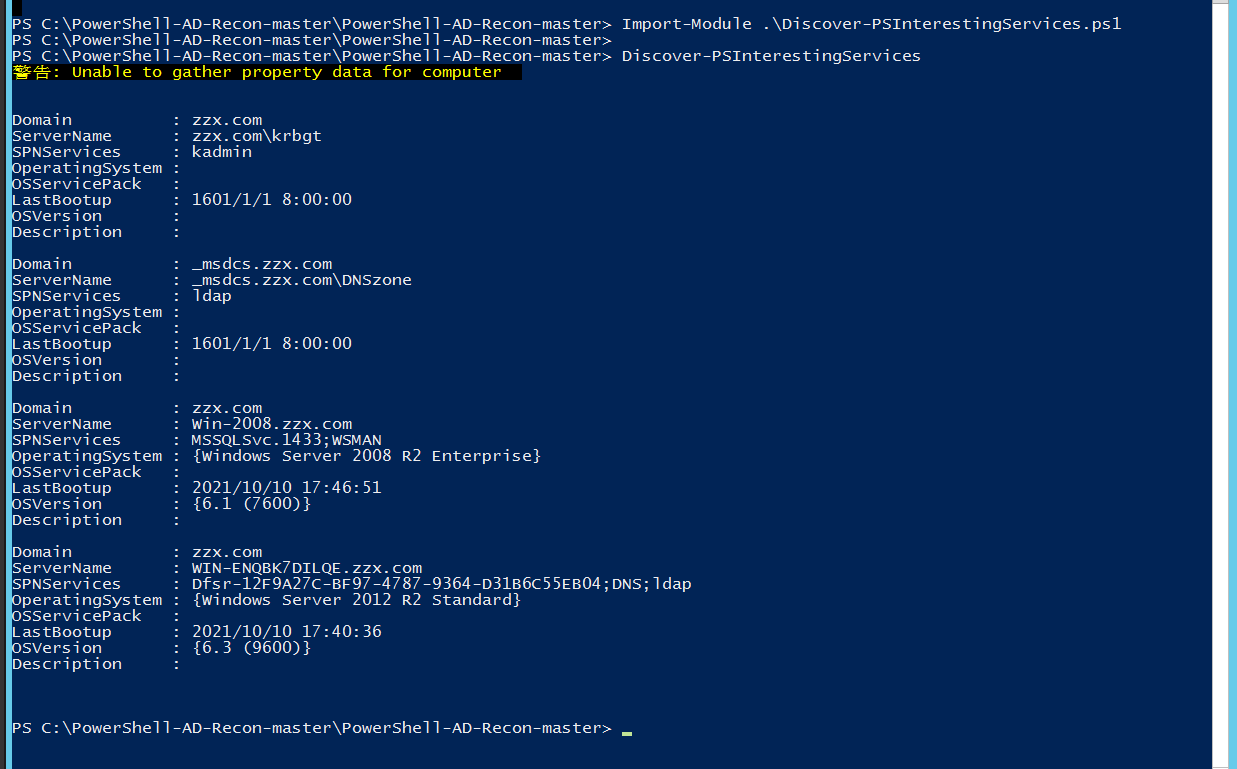 PS C:\PowerShell-AD-Recon-master\PowerShell-AD-Recon-master> Import-Module .\Discover-PSInterestingServices.ps1
PS C:\PowerShell-AD-Recon-master\PowerShell-AD-Recon-master>
PS C:\PowerShell-AD-Recon-master\PowerShell-AD-Recon-master> Discover-PSInterestingServices
警告: Unable to gather property data for computer
Domain : zzx.com
ServerName : zzx.com\krbgt
SPNServices : kadmin
OperatingSystem :
OSServicePack :
LastBootup : 1601/1/1 8:00:00
OSVersion :
Description :
Domain : _msdcs.zzx.com
ServerName : _msdcs.zzx.com\DNSzone
SPNServices : ldap
OperatingSystem :
OSServicePack :
LastBootup : 1601/1/1 8:00:00
OSVersion :
Description :
Domain : zzx.com
ServerName : Win-2008.zzx.com
SPNServices : MSSQLSvc.1433;WSMAN
OperatingSystem : {Windows Server 2008 R2 Enterprise}
OSServicePack :
LastBootup : 2021/10/10 17:46:51
OSVersion : {6.1 (7600)}
Description :
Domain : zzx.com
ServerName : WIN-ENQBK7DILQE.zzx.com
SPNServices : Dfsr-12F9A27C-BF97-4787-9364-D31B6C55EB04;DNS;ldap
OperatingSystem : {Windows Server 2012 R2 Standard}
OSServicePack :
LastBootup : 2021/10/10 17:40:36
OSVersion : {6.3 (9600)}
Description :
PS C:\PowerShell-AD-Recon-master\PowerShell-AD-Recon-master>